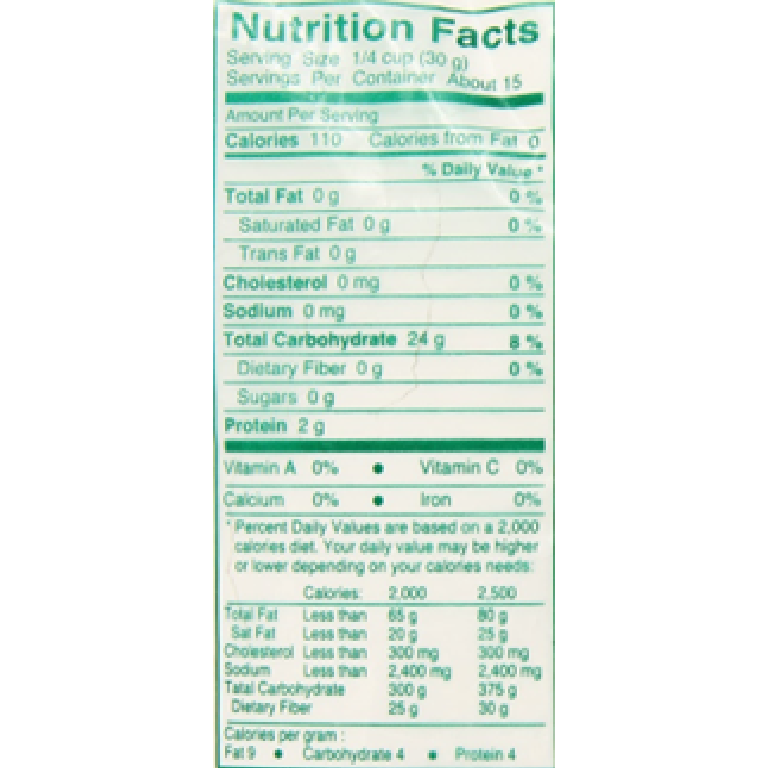 Nutrition Facts
Serving Size 1/4 cup (30 g)
Servings Per Container About 15
Amount Per Serving
Calories 110 Calories from Fat 0
% Daily Value*
Total Fat 0 g 0 %
Saturated Fat 0 g 0 %
Trans Fat 0 g
Cholesterol 0 mg 0 %
Sodium 0 mg 0 %
Total Carbohydrate 24 g 8 %
Dietary Fiber 0 g 0 %
Sugars 0 g
Protein 2 g
Vitamin A 0% • Vitamin C 0%
Calcium 0% • Iron 0%
* Percent Daily Values are based on a 2,000
calories diet. Your daily value may be higher
or lower depending on your calories needs:
Calories: 2,000 2,500
Total Fat Less than 65 g 80 g
Sat Fat Less than 20 g 25 g
Cholesterol Less than 300 mg 300 mg
Sodium Less than 2,400 mg 2,400 mg
Total Carbohydrate 300 g 375 g
Dietary Fiber 25 g 30 g
Calories per gram :
Fat 9 • Carbohydrate 4 • Protein 4